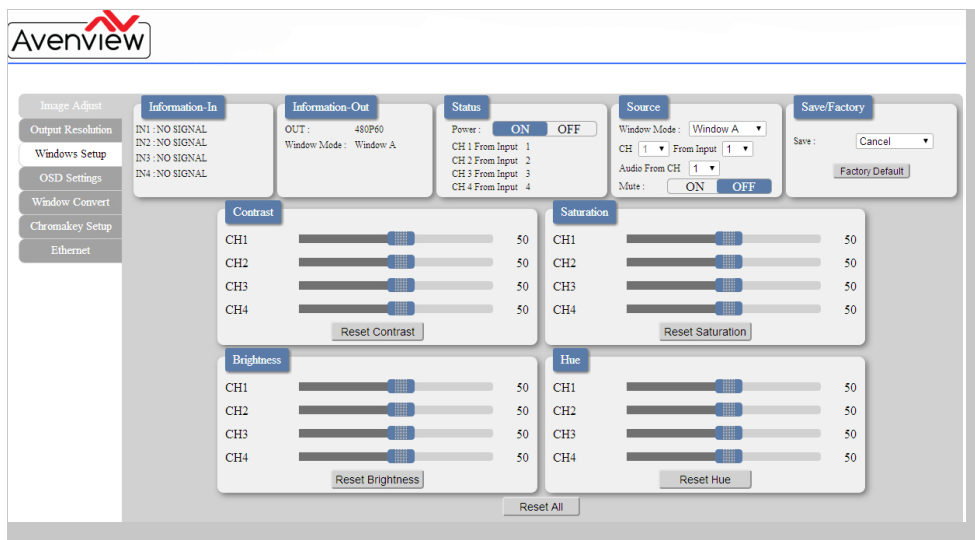 Avenview
Image Adjust
Output Resolution
Windows Setup
OSD Settings
Window Convert
Chromakey Setup
Ethernet
Information-In
IN1 :NO SIGNAL
IN2 :NO SIGNAL
IN3 :NO SIGNAL
IN4 :NO SIGNAL
Information-Out
OUT : 480P60
Window Mode : Window A
Status
Power : ON OFF
CH 1 From Input 1
CH 2 From Input 2
CH 3 From Input 3
CH 4 From Input 4
Source
Window Mode : Window A
CH 1 From Input 1
Audio From CH 1
Mute : ON OFF
Save/Factory
Save : Cancel
Factory Default
Contrast
CH1 50
CH2 50
CH3 50
CH4 50
Reset Contrast
Saturation
CH1 50
CH2 50
CH3 50
CH4 50
Reset Saturation
Brightness
CH1 50
CH2 50
CH3 50
CH4 50
Reset Brightness
Hue
CH1 50
CH2 50
CH3 50
CH4 50
Reset Hue
Reset All